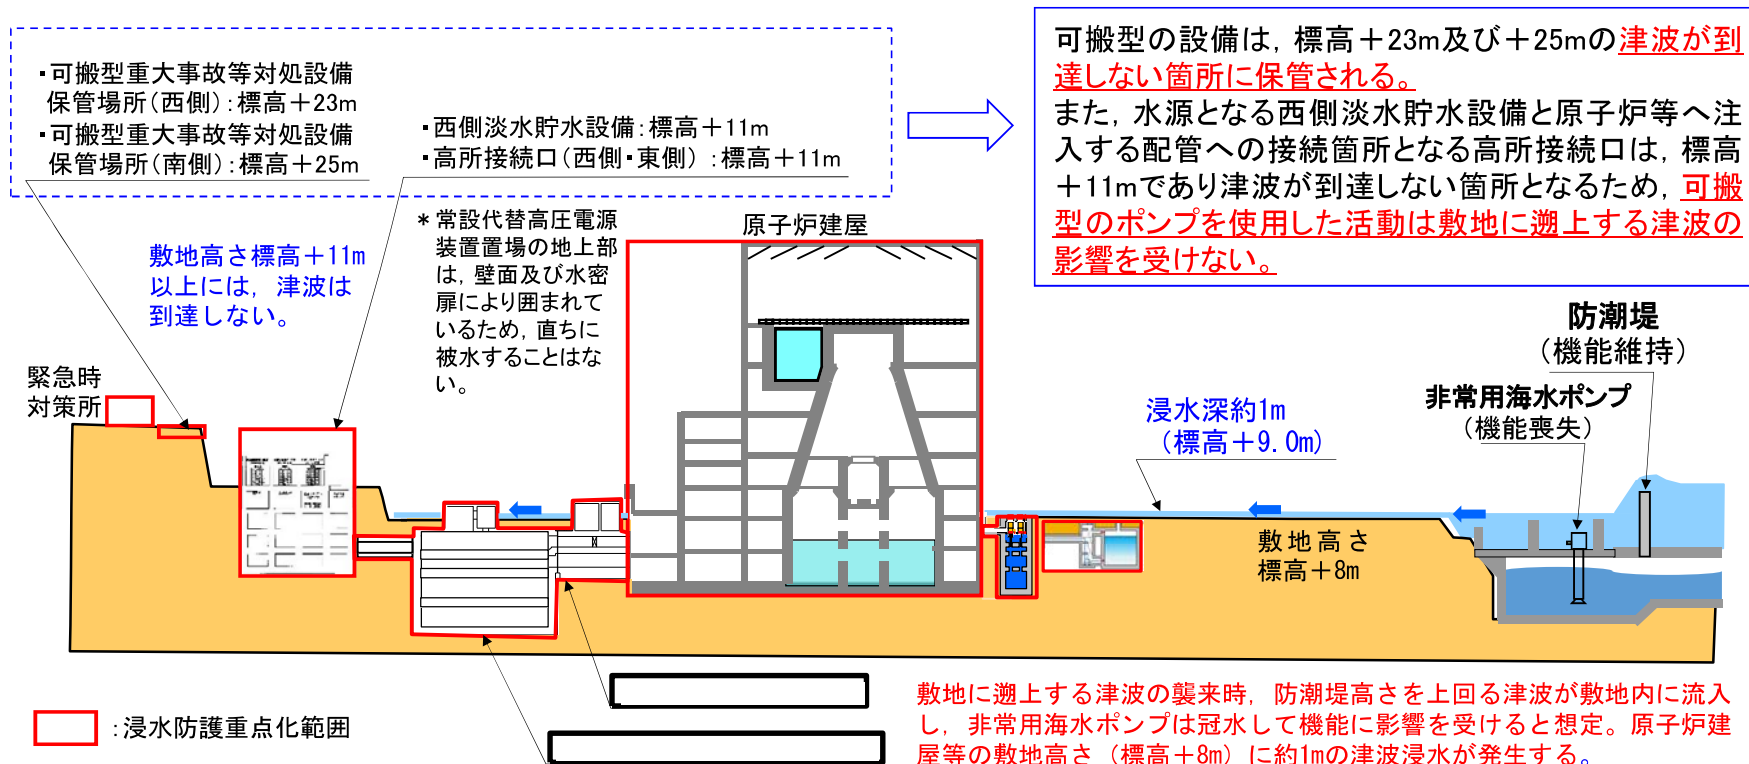 ・可搬型重大事故等対処設備
保管場所(西側):標高＋23m
・可搬型重大事故等対処設備
保管場所(南側):標高＋25m
・西側淡水貯水設備:標高＋11m
・高所接続口(西側・東側) :標高＋11m
可搬型の設備は，標高＋23m及び＋25mの津波が到
達しない箇所に保管される。
また，水源となる西側淡水貯水設備と原子炉等へ注
入する配管への接続箇所となる高所接続口は，標高
＋11mであり津波が到達しない箇所となるため，可搬
型のポンプを使用した活動は敷地に遡上する津波の
影響を受けない。
敷地高さ標高＋11m
以上には，津波は
到達しない。
＊常設代替高圧電源
装置置場の地上部
は，壁面及び水密
扉により囲まれて
いるため，直ちに
被水することはな
い。
原子炉建屋
防潮堤
（機能維持）
緊急時
対策所
非常用海水ポンプ
（機能喪失）
浸水深約1m
（標高＋9.0m）
敷地高さ
標高＋8m
:浸水防護重点化範囲
敷地に遡上する津波の襲来時，防潮堤高さを上回る津波が敷地内に流入
し，非常用海水ポンプは冠水して機能に影響を受けると想定。原子炉建
屋等の敷地高さ（標高＋8m）に約1mの津波浸水が発生する。